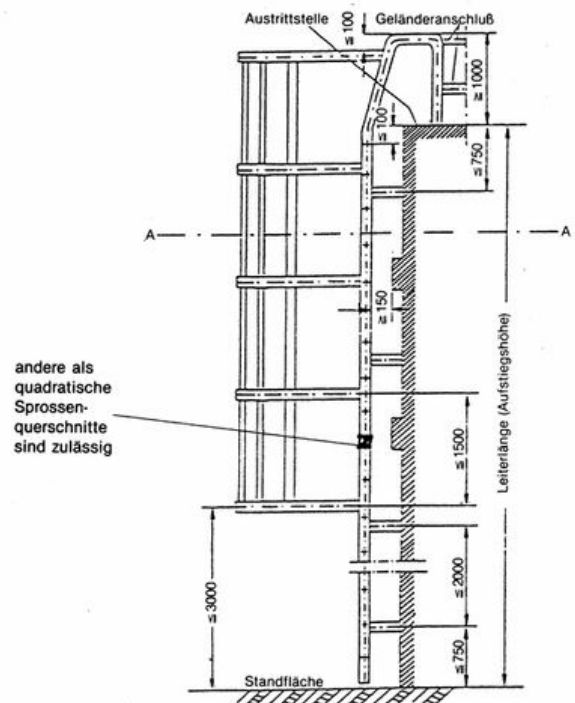 Austrittstelle
Geländeranschluß
≦ 100
≧ 1000
≦ 100
≦ 750
A
A
≧ 150
andere als
quadratische
Sprossen-
querschnitte
sind zulässig
≦ 1500
Leiterlänge (Aufstiegshöhe)
≦ 3000
≦ 2000
≦ 750
Standfläche